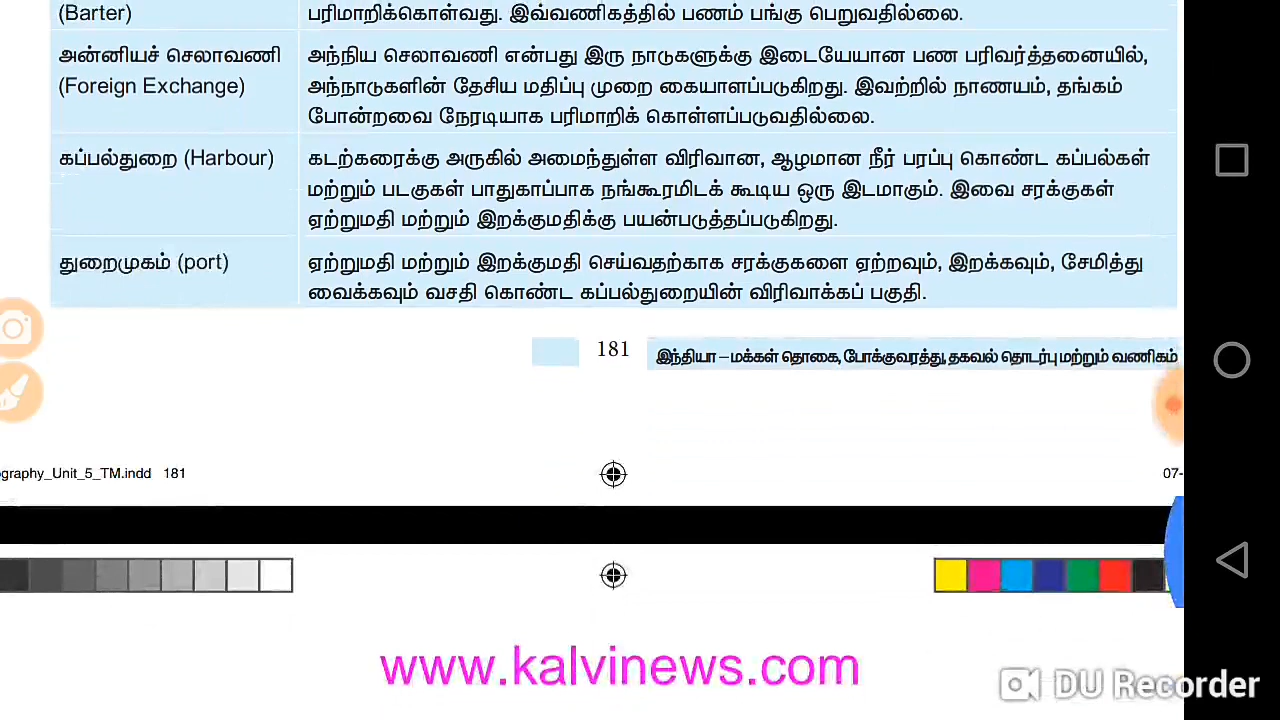 (Barter)
பரிமாறிக்கொள்வது. இவ்வணிகத்தில் பணம் பங்கு பெறுவதில்லை.
அன்னியச் செலாவணி
(Foreign Exchange)
அந்நிய செலாவணி என்பது இரு நாடுகளுக்கு இடையேயான பண பரிவர்த்தனையில்,
அந்நாடுகளின் தேசிய மதிப்பு முறை கையாளப்படுகிறது. இவற்றில் நாணயம், தங்கம்
போன்றவை நேரடியாக பரிமாறிக் கொள்ளப்படுவதில்லை.
கப்பல்துறை (Harbour)
கடற்கரைக்கு அருகில் அமைந்துள்ள விரிவான, ஆழமான நீர் பரப்பு கொண்ட கப்பல்கள்
மற்றும் படகுகள் பாதுகாப்பாக நங்கூரமிடக் கூடிய ஒரு இடமாகும். இவை சரக்குகள்
ஏற்றுமதி மற்றும் இறக்குமதிக்கு பயன்படுத்தப்படுகிறது.
துறைமுகம் (port)
ஏற்றுமதி மற்றும் இறக்குமதி செய்வதற்காக சரக்குகளை ஏற்றவும், இறக்கவும், சேமித்து
வைக்கவும் வசதி கொண்ட கப்பல்துறையின் விரிவாக்கப் பகுதி.
181
இந்தியா – மக்கள் தொகை, போக்குவரத்து, தகவல் தொடர்பு மற்றும் வணிகம்
ography_Unit_5_TM.indd 181
07-
www.kalvinews.com
DU Recorder